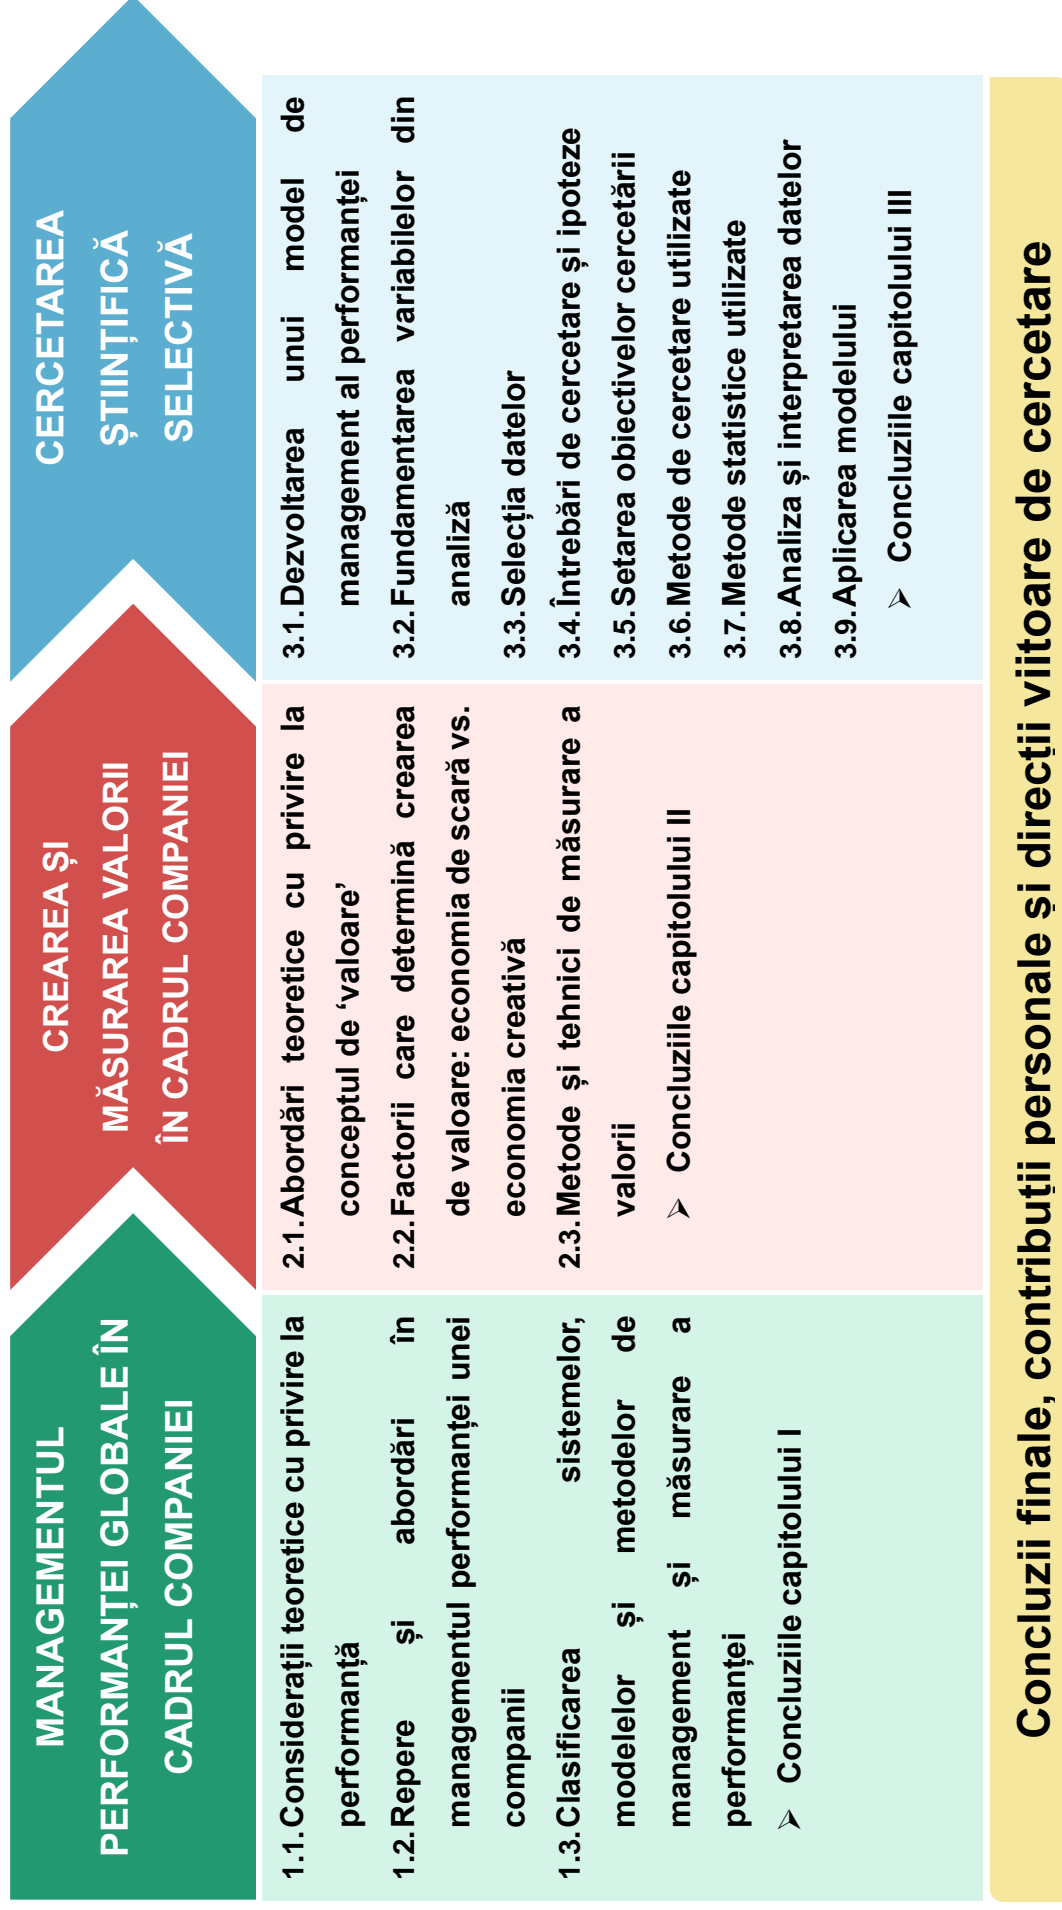 MANAGEMENTUL
PERFORMANȚEI GLOBALE ÎN
CADRUL COMPANIEI
1.1. Considerații teoretice cu privire la
performanță
1.2. Repere și abordări în
managementul performanței unei
companii
1.3. Clasificarea sistemelor,
modelelor și metodelor de
management și măsurare a
performanței
➢ Concluziile capitolului I
CREAREA ȘI
MĂSURAREA VALORII
ÎN CADRUL COMPANIEI
2.1. Abordări teoretice cu privire la
conceptul de ‘valoare’
2.2. Factorii care determină crearea
de valoare: economia de scară vs.
economia creativă
2.3. Metode și tehnici de măsurare a
valorii
➢ Concluziile capitolului II
CERCETAREA
ȘTIINȚIFICĂ
SELECTIVĂ
3.1. Dezvoltarea unui model de
management al performanței
3.2. Fundamentarea variabilelor din
analiză
3.3. Selecția datelor
3.4. Întrebări de cercetare și ipoteze
3.5. Setarea obiectivelor cercetării
3.6. Metode de cercetare utilizate
3.7. Metode statistice utilizate
3.8. Analiza și interpretarea datelor
3.9. Aplicarea modelului
➢ Concluziile capitolului III
Concluzii finale, contribuții personale și direcții viitoare de cercetare